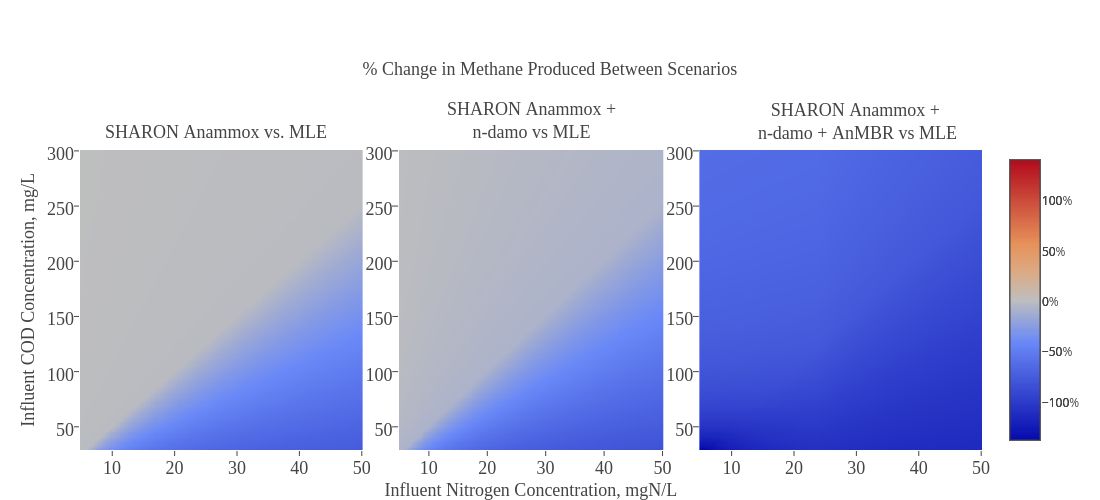 % Change in Methane Produced Between Scenarios
SHARON Anammox vs. MLE
SHARON Anammox +
n-damo vs MLE
SHARON Anammox +
n-damo + AnMBR vs MLE
Influent COD Concentration, mg/L
300
250
200
150
100
50
10 20 30 40 50
300
250
200
150
100
50
10 20 30 40 50
300
250
200
150
100
50
10 20 30 40 50
Influent Nitrogen Concentration, mgN/L
100%
50%
0%
−50%
−100%